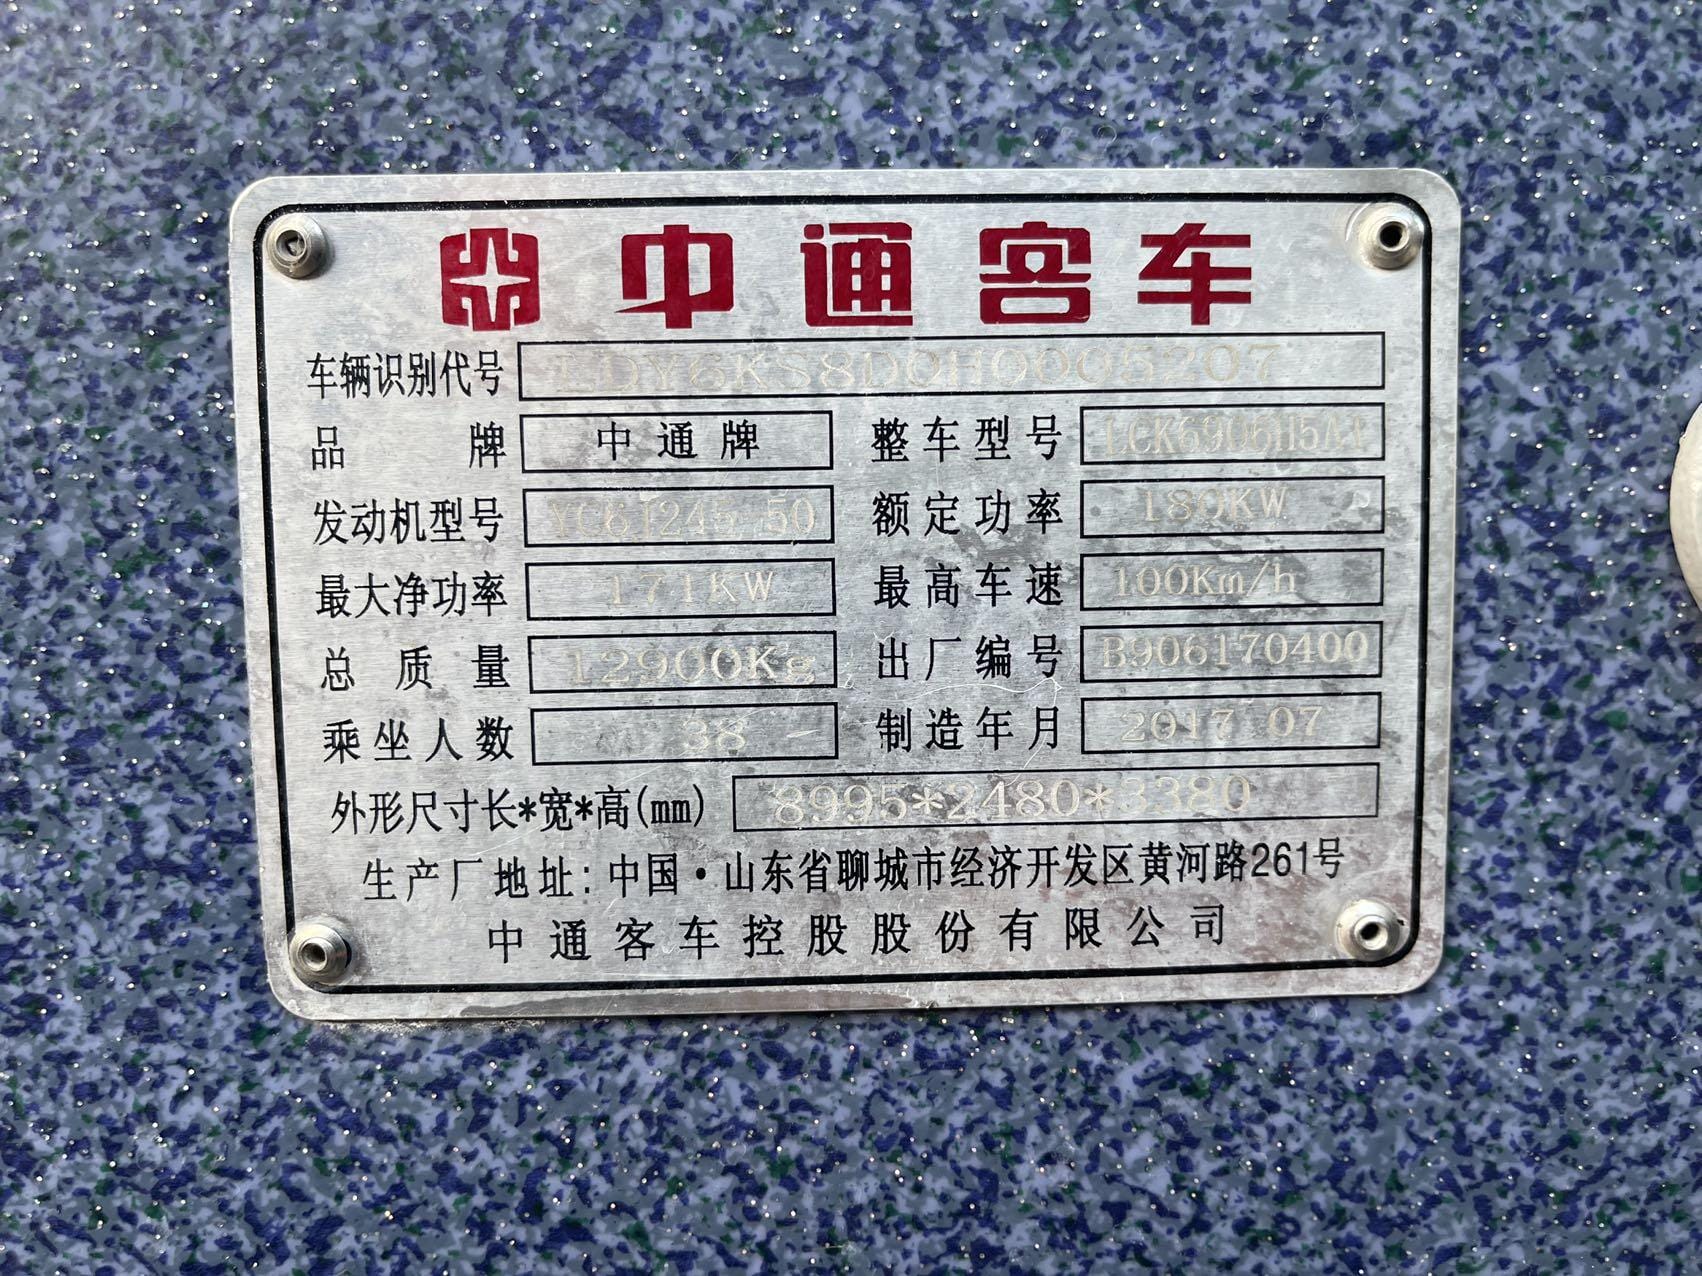 中通客车
车辆识别代号 LDY6KS8D0H0005207
品牌 中通牌 整车型号 LCK6906H5A1
发动机型号 YC6J245-50 额定功率 180KW
最大净功率 171KW 最高车速 100Km/h
总质量 12900Kg 出厂编号 B906170400
乘坐人数 38 - 制造年月 2017 07
外形尺寸长*宽*高(mm) 8995*2480*3380
生产厂地址:中国·山东省聊城市经济开发区黄河路261号
中通客车控股股份有限公司